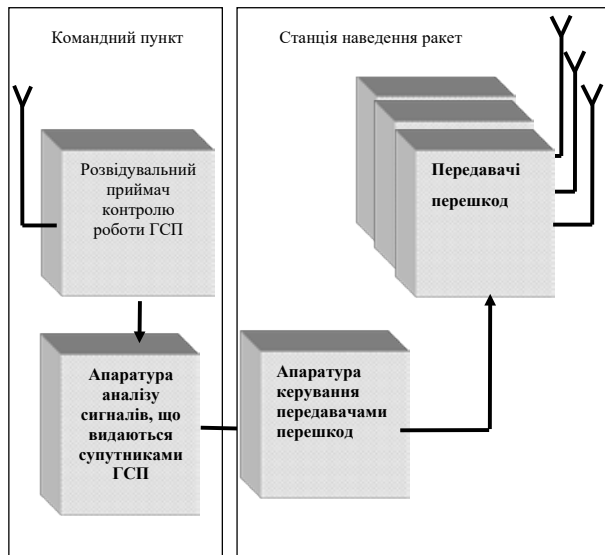 Командний пункт
Станція наведення ракет
Розвідувальний
приймач
контролю
роботи ГСП
Передавачі
перешкод
Апаратура
аналізу
сигналів, що
видаються
супутниками
ГСП
Апаратура
керування
передавачами
перешкод